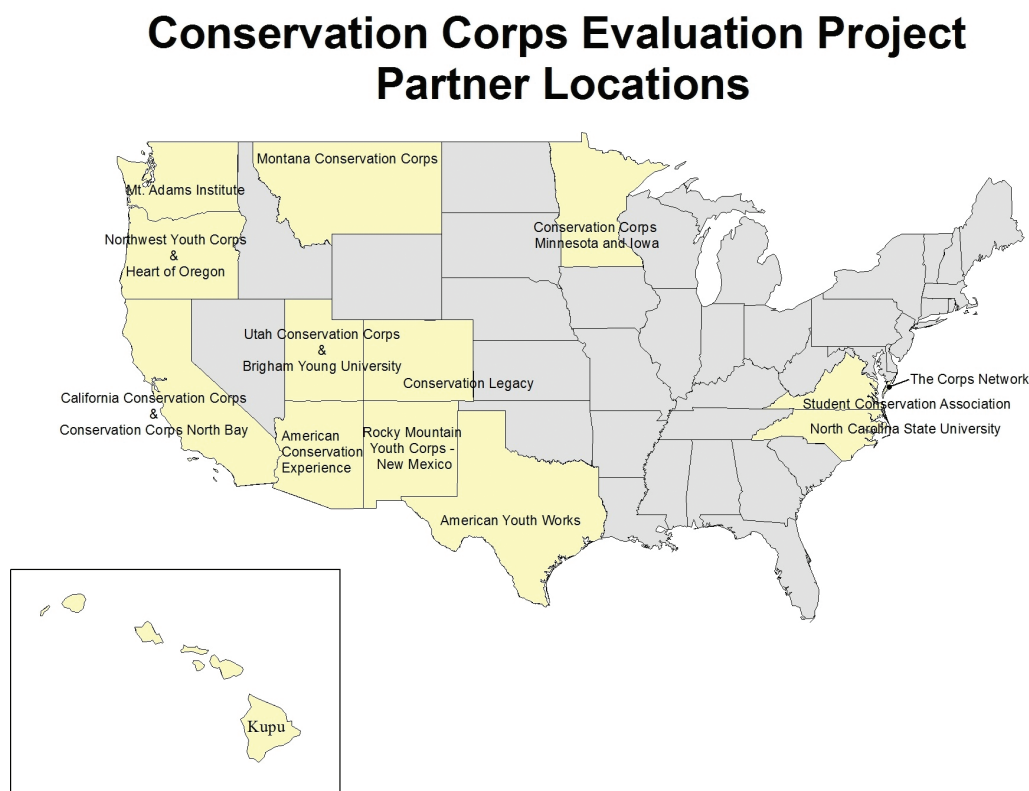 Conservation Corps Evaluation Project
Partner Locations
Montana Conservation Corps
Mt. Adams Institute
Conservation Corps
Minnesota and Iowa
Northwest Youth Corps
&
Heart of Oregon
Utah Conservation Corps
&
Brigham Young University
Conservation Legacy
The Corps Network
California Conservation Corps
&
Conservation Corps North Bay
Student Conservation Association
North Carolina State University
American
Conservation
Experience
Rocky Mountain
Youth Corps -
New Mexico
American Youth Works
Kupu